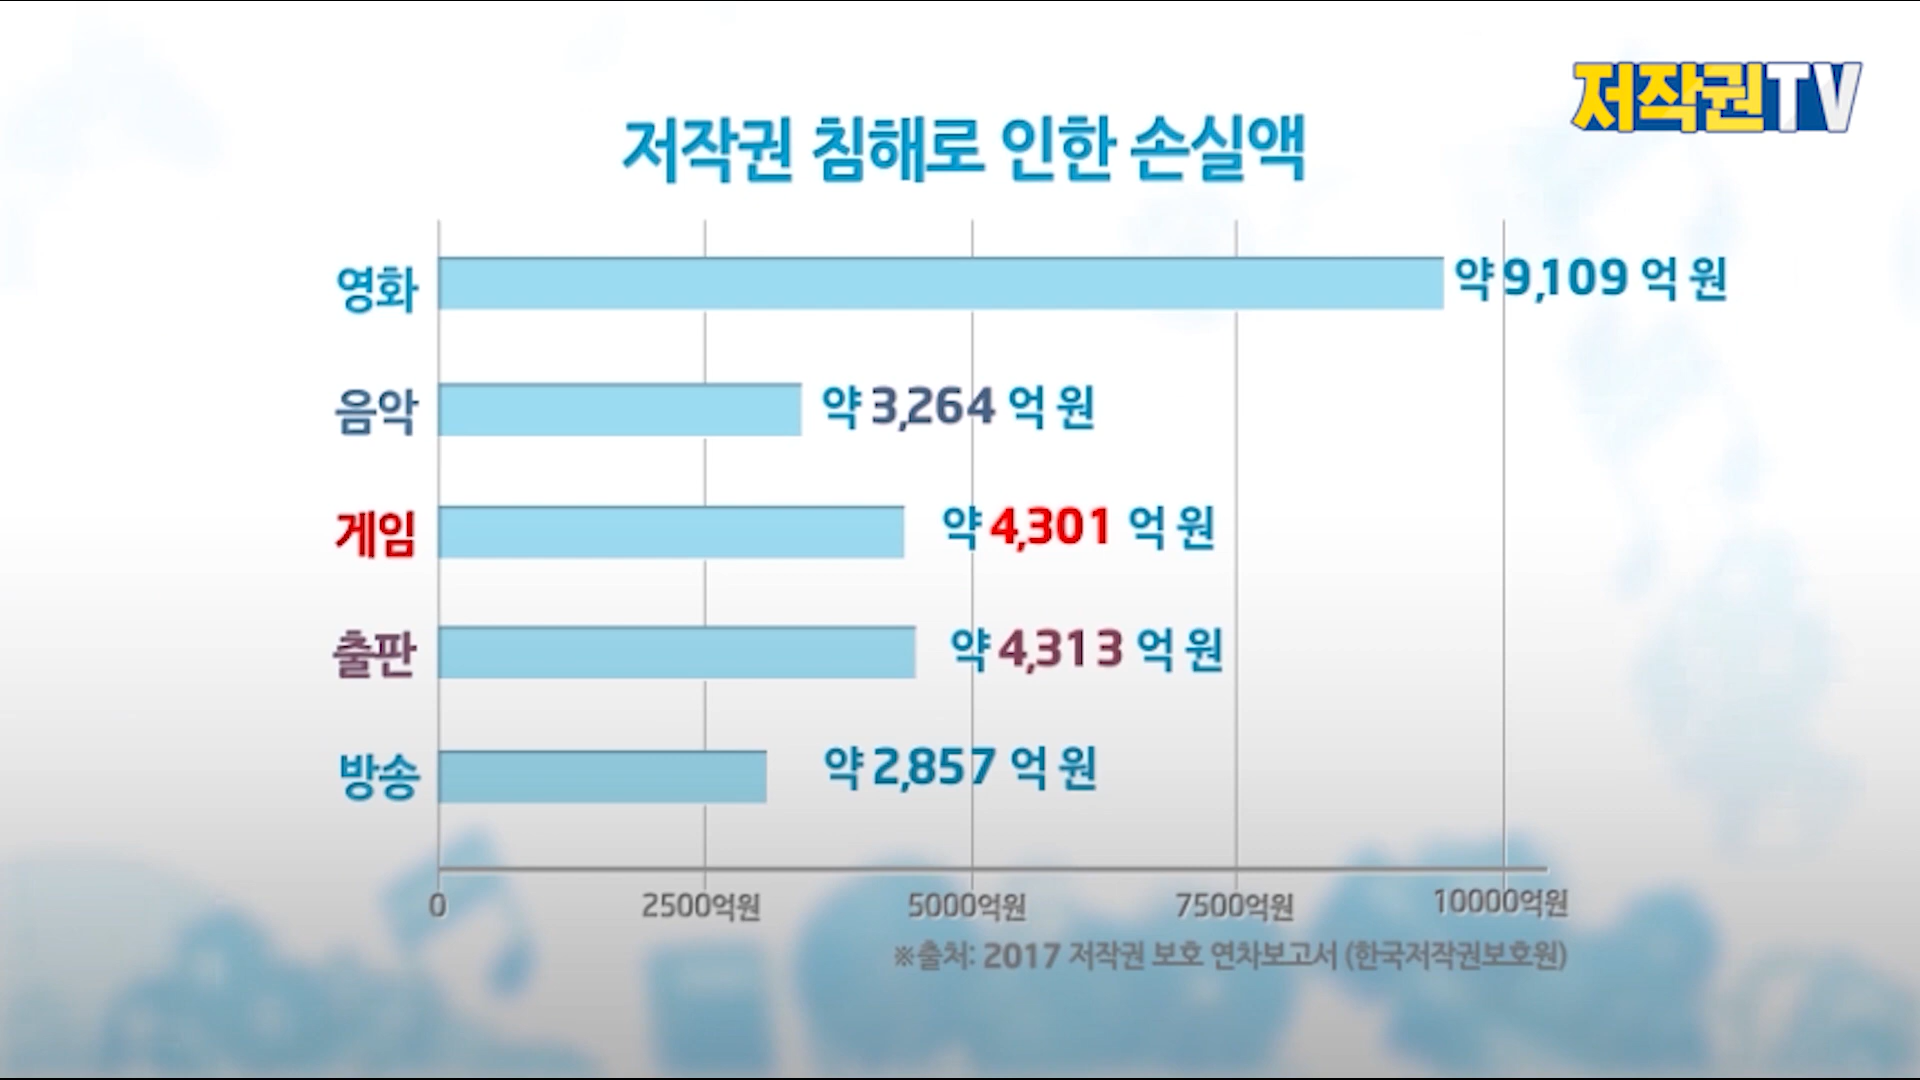 저작권TV
저작권 침해로 인한 손실액
영화 약 9,109 억 원
음악 약 3,264 억 원
게임 약 4,301 억 원
출판 약 4,313 억 원
방송 약 2,857 억 원
0 2500억원 5000억원 7500억원 10000억원
※출처: 2017 저작권 보호 연차보고서 (한국저작권보호원)